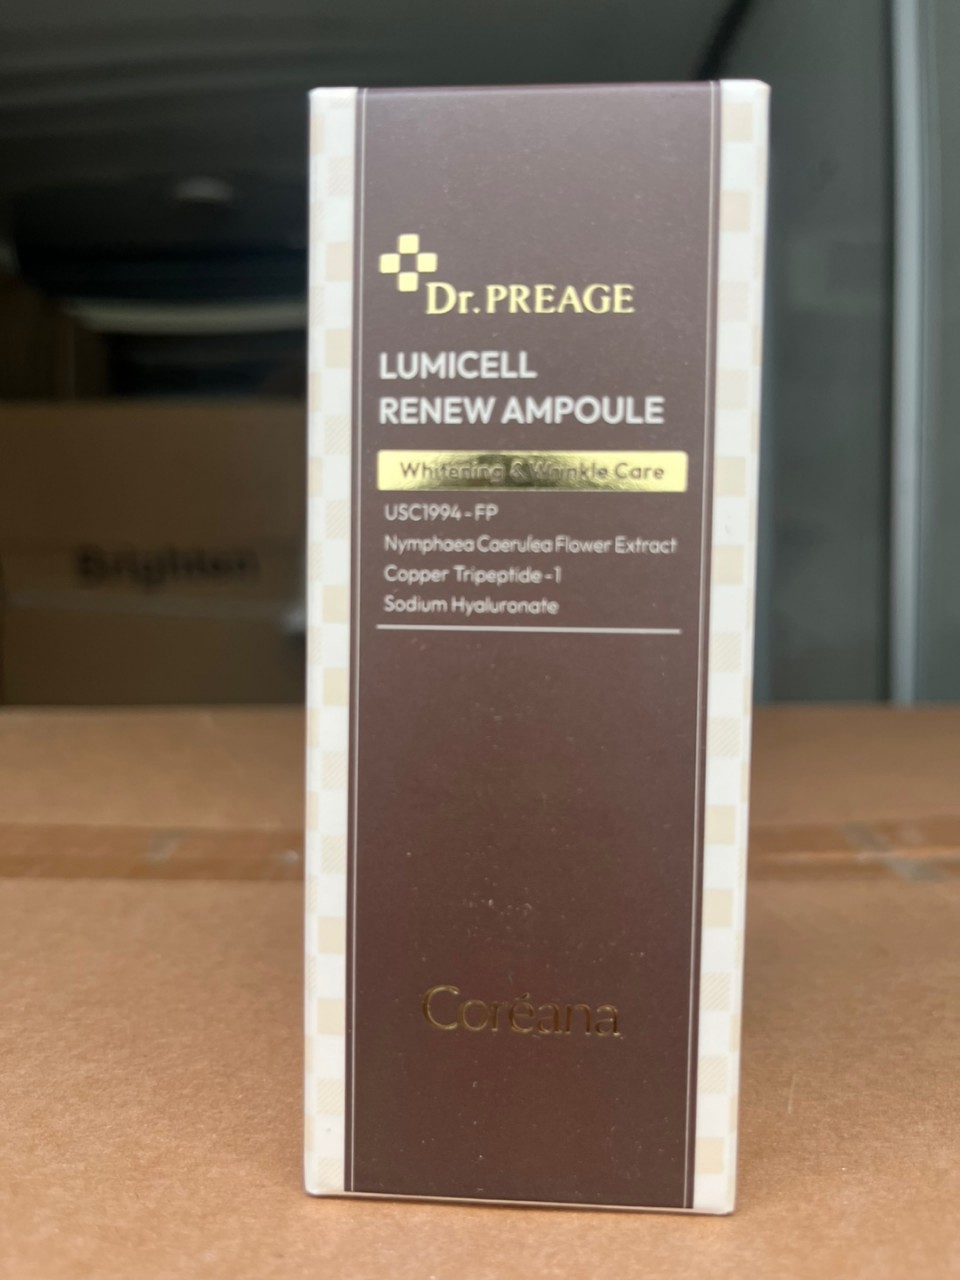 Dr.PREAGE
LUMICELL
RENEW AMPOULE
Whitening & Wrinkle Care
USC1994-FP
Nymphaea Caerulea Flower Extract
Copper Tripeptide-1
Sodium Hyaluronate
Coréana
Brighten